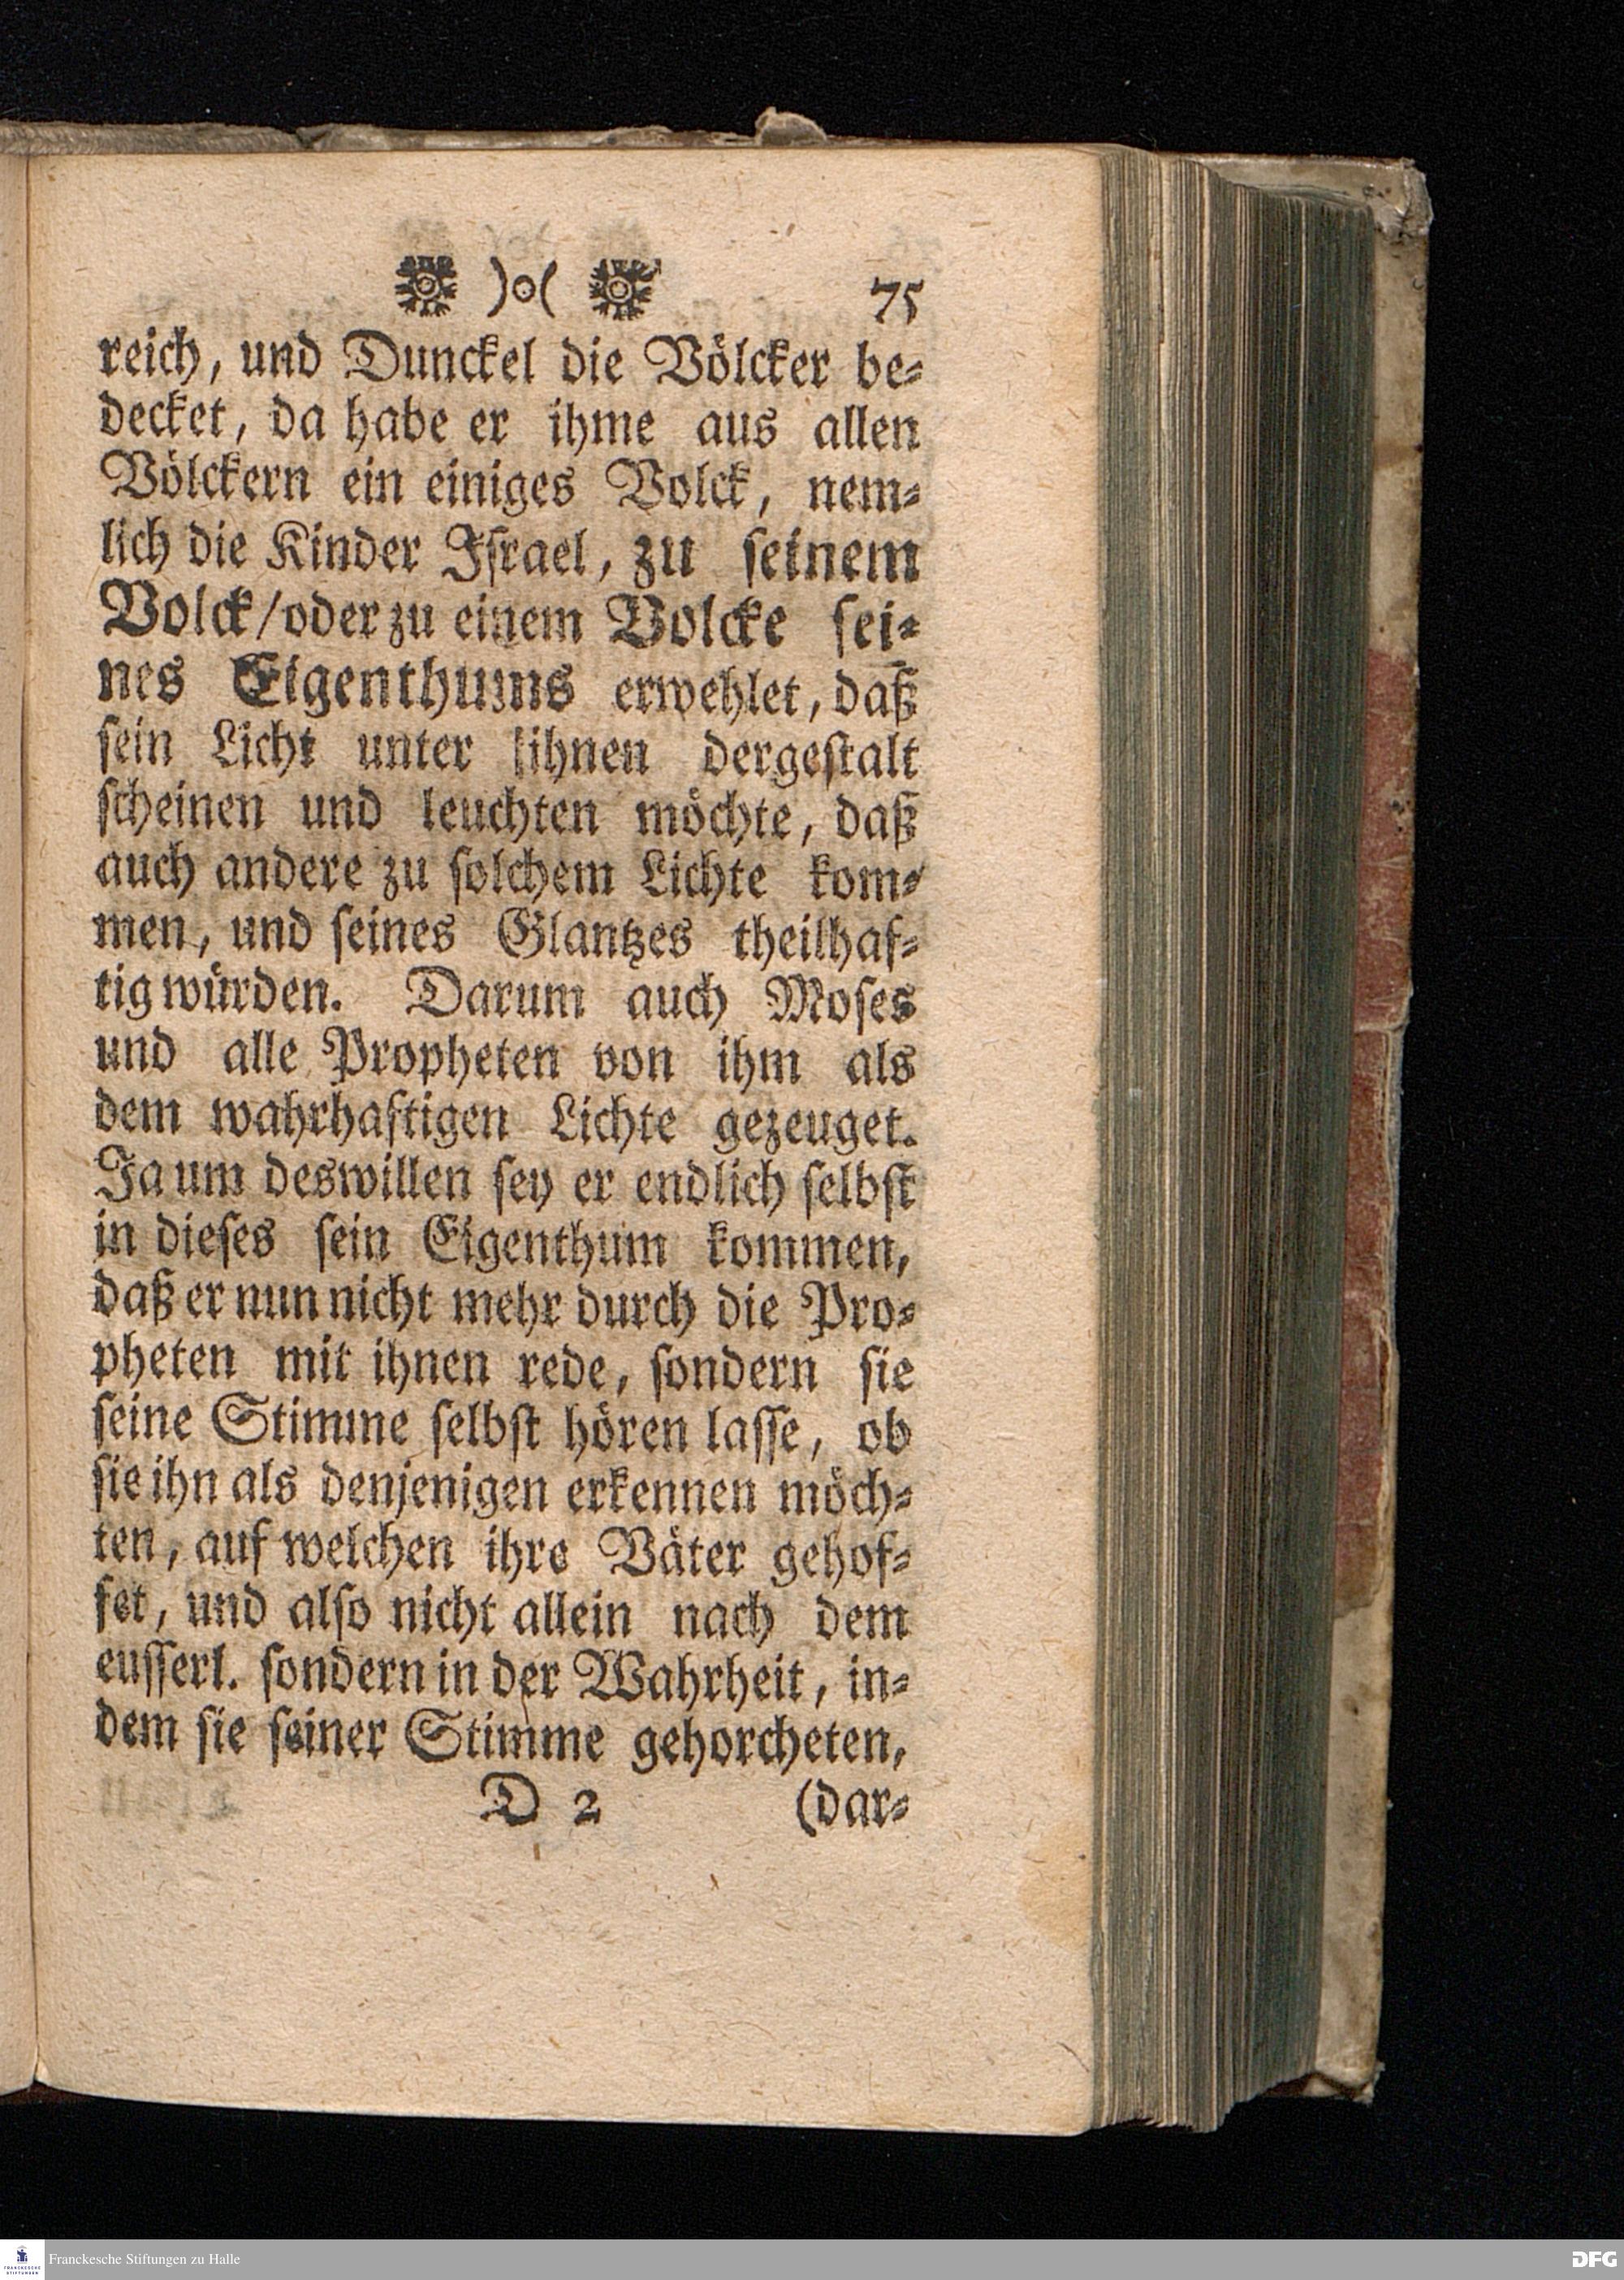 )o( 75
reich, und Dunckel die Völcker be-
decket, da habe er ihme aus allen
Völckern ein einiges Volck, nem-
lich die Kinder Israel, zu seinem
Volck/oder zu einem Volcke sei-
nes Eigenthums erwehlet, daß
sein Licht unter ihnen dergestalt
scheinen und leuchten möchte, daß
auch andere zu solchem Lichte kom-
men, und seines Glantzes theilhaf-
tig würden. Darum auch Moses
und alle Propheten von ihm als
dem wahrhaftigen Lichte gezeuget.
Ja um deswillen sey er endlich selbst
in dieses sein Eigenthum kommen,
daß er nun nicht mehr durch die Pro-
pheten mit ihnen rede, sondern sie
seine Stimme selbst hören lasse, ob
sie ihn als denjenigen erkennen möch-
ten, auf welchen ihre Väter gehof-
fet, und also nicht allein nach dem
eusserl. sondern in der Wahrheit, in-
dem sie seiner Stimme gehorcheten,
D 2 (dar-
Franckesche Stiftungen zu Halle
DFG